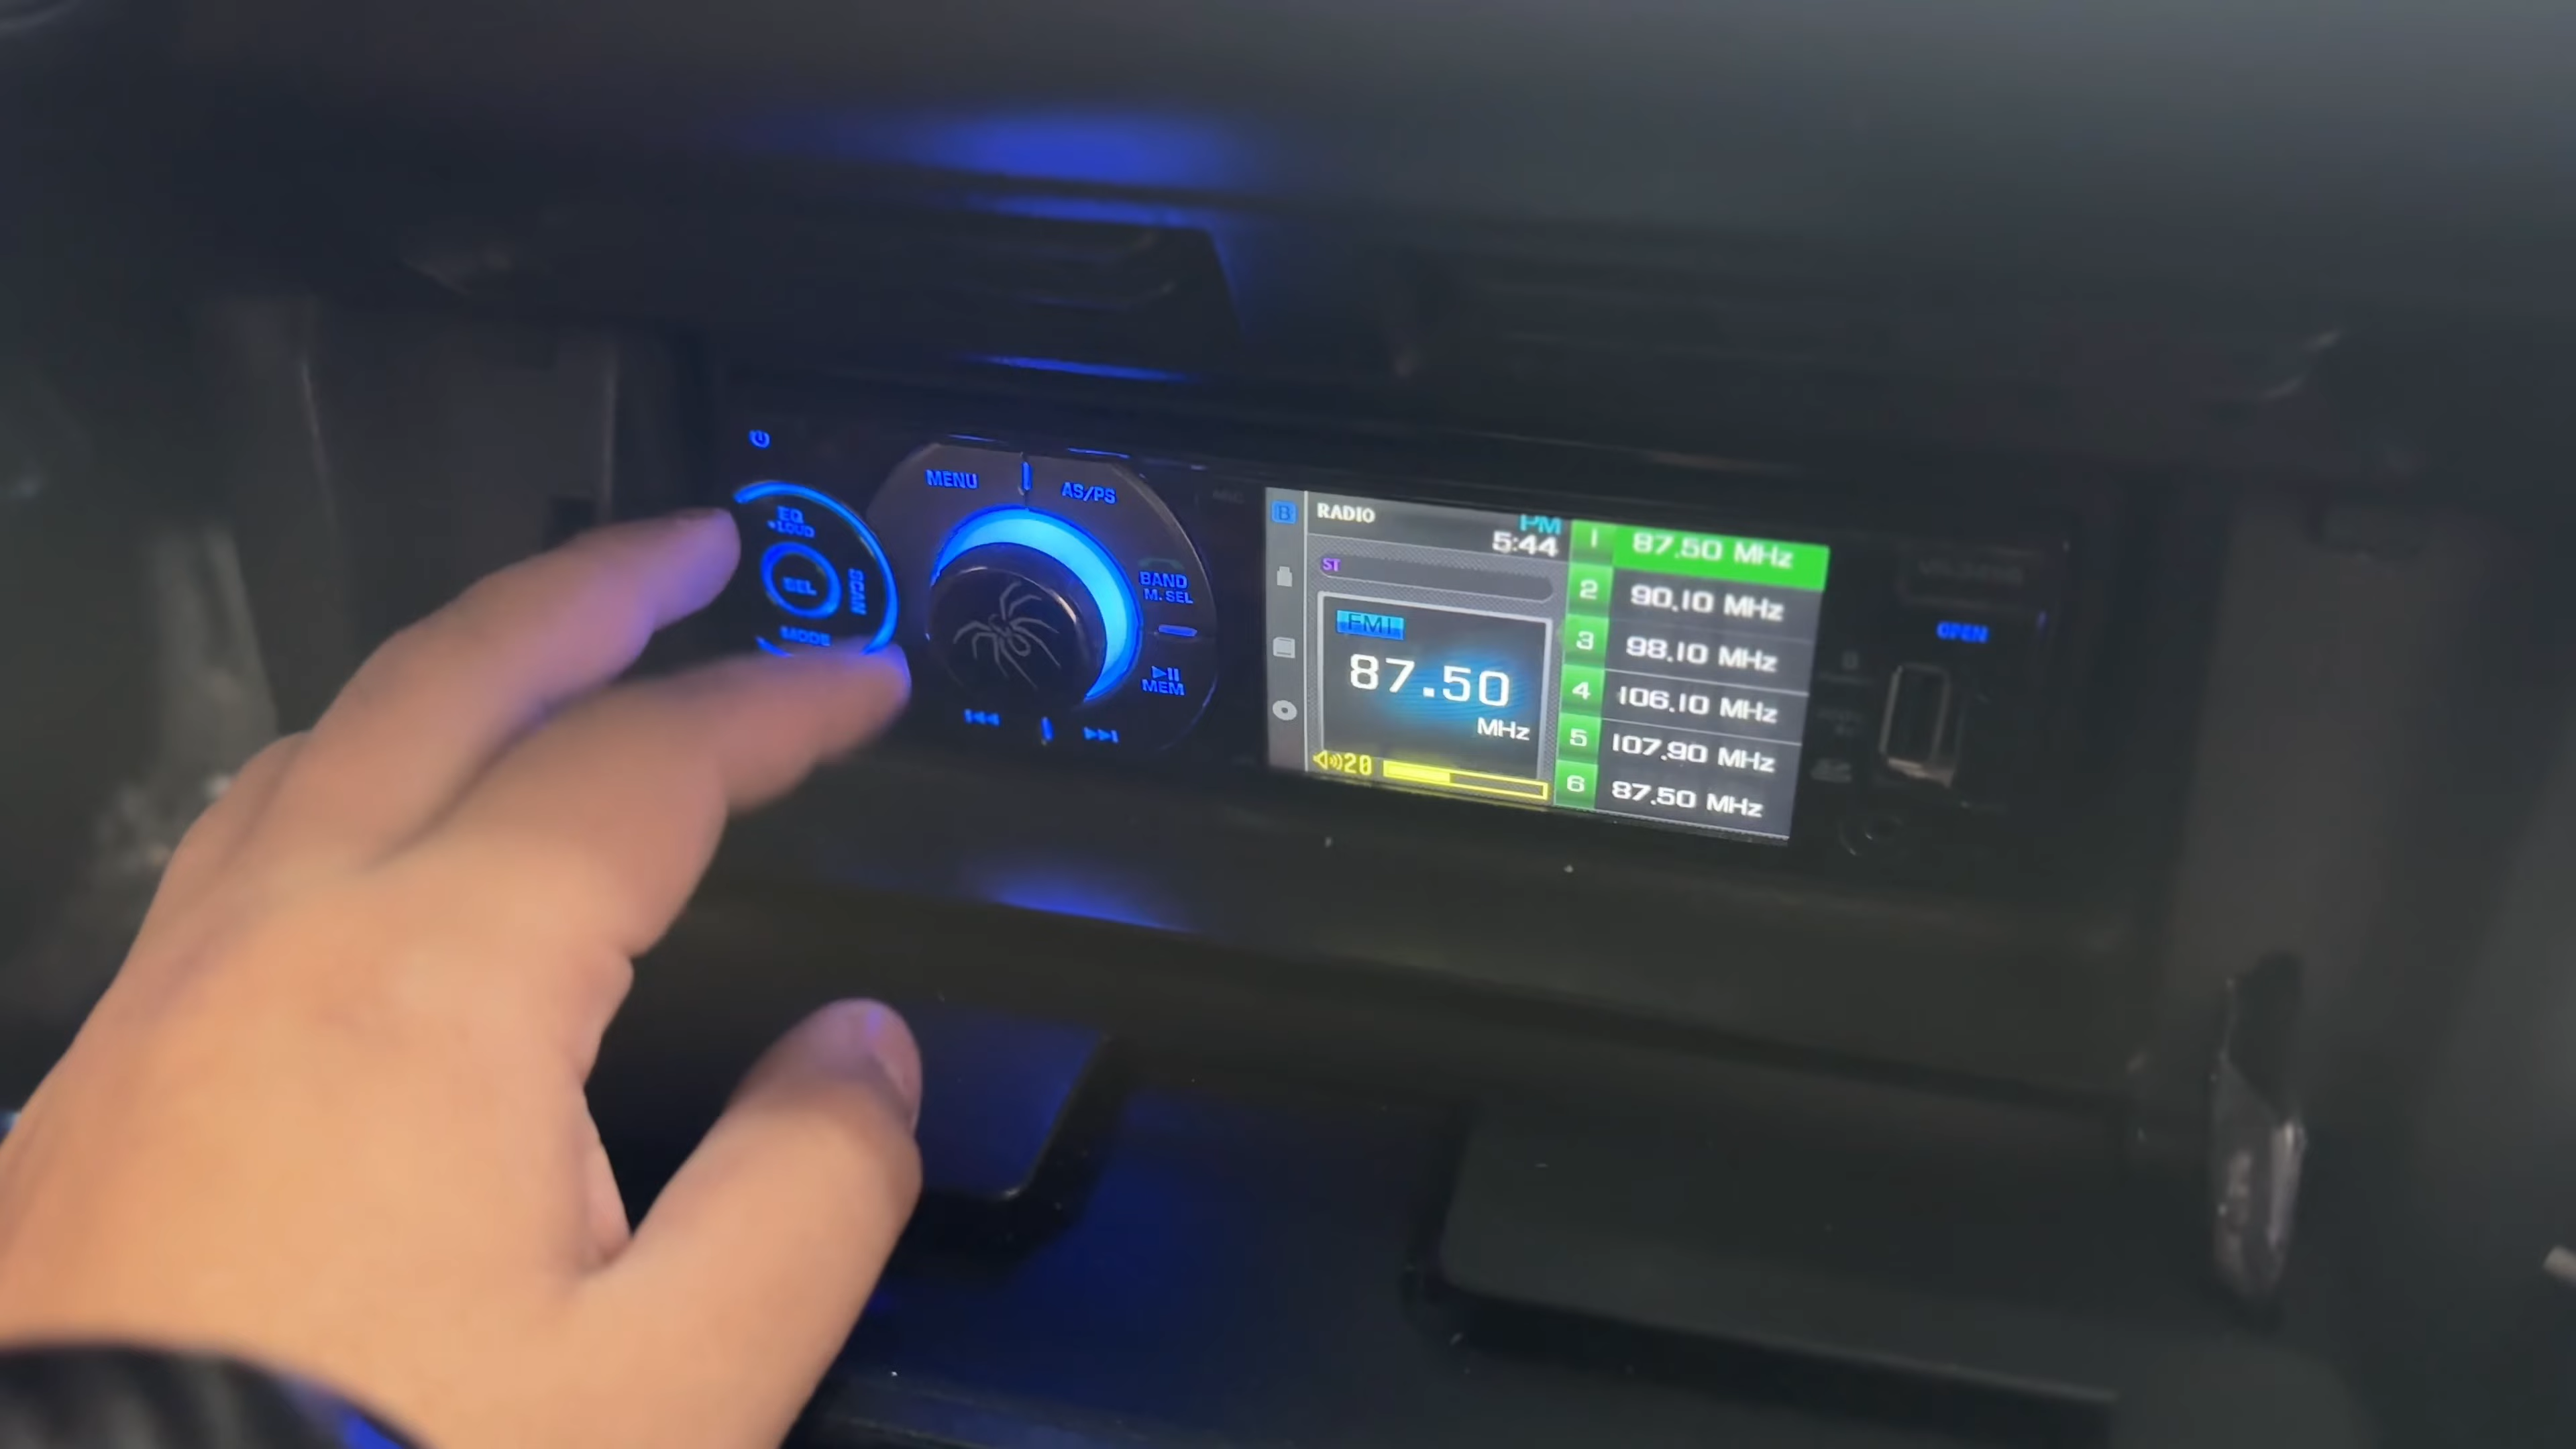 MENU
AS/PS
EQ
•LOUD
SEL
SCAN
MODE
BAND
M.SEL
MEM
B
RADIO
PM
5:44
ST
FM1
87.50
MHz
20
1 87.50 MHz
2 90.10 MHz
3 98.10 MHz
4 106.10 MHz
5 107.90 MHz
6 87.50 MHz
OPEN